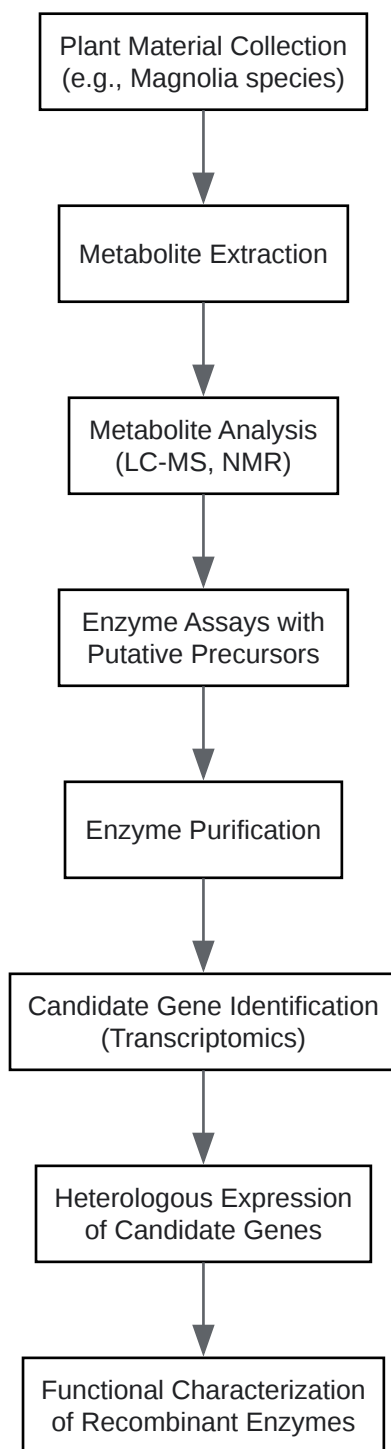 Plant Material Collection
(e.g., Magnolia species)
Metabolite Extraction
Metabolite Analysis
(LC-MS, NMR)
Enzyme Assays with
Putative Precursors
Enzyme Purification
Candidate Gene Identification
(Transcriptomics)
Heterologous Expression
of Candidate Genes
Functional Characterization
of Recombinant Enzymes